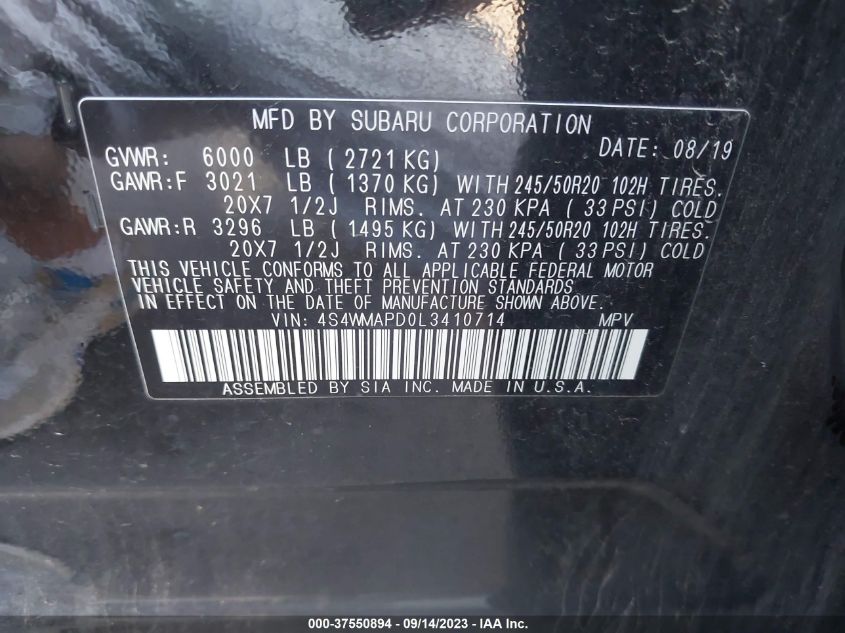 MFD BY SUBARU CORPORATION
GVWR: 6000 LB ( 2721 KG) DATE: 08/19
GAWR:F 3021 LB ( 1370 KG) WITH 245/50R20 102H TIRES.
20X7 1/2J RIMS. AT 230 KPA ( 33 PSI) COLD
GAWR:R 3296 LB ( 1495 KG) WITH 245/50R20 102H TIRES.
20X7 1/2J RIMS. AT 230 KPA ( 33 PSI) COLD
THIS VEHICLE CONFORMS TO ALL APPLICABLE FEDERAL MOTOR
VEHICLE SAFETY AND THEFT PREVENTION STANDARDS
IN EFFECT ON THE DATE OF MANUFACTURE SHOWN ABOVE.
VIN: 4S4WMAPD0L3410714 MPV
ASSEMBLED BY SIA INC. MADE IN U.S.A.
000-37550894 - 09/14/2023 - IAA Inc.